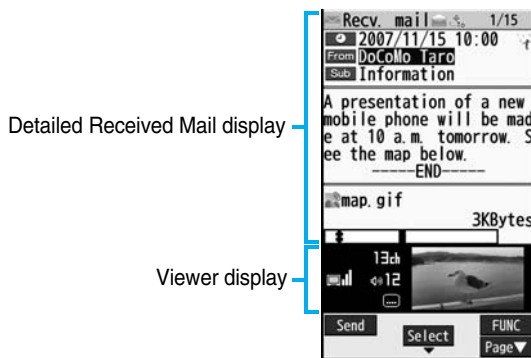 Recv. mail 1/15
2007/11/15 10:00
From DoCoMo Taro
Sub Information
A presentation of a new
mobile phone will be mad
e at 10 a.m. tomorrow. S
ee the map below.
-----END-----
map.gif
3KBytes
Detailed Received Mail display
13ch
12
Viewer display
Send Select FUNC
Page▼